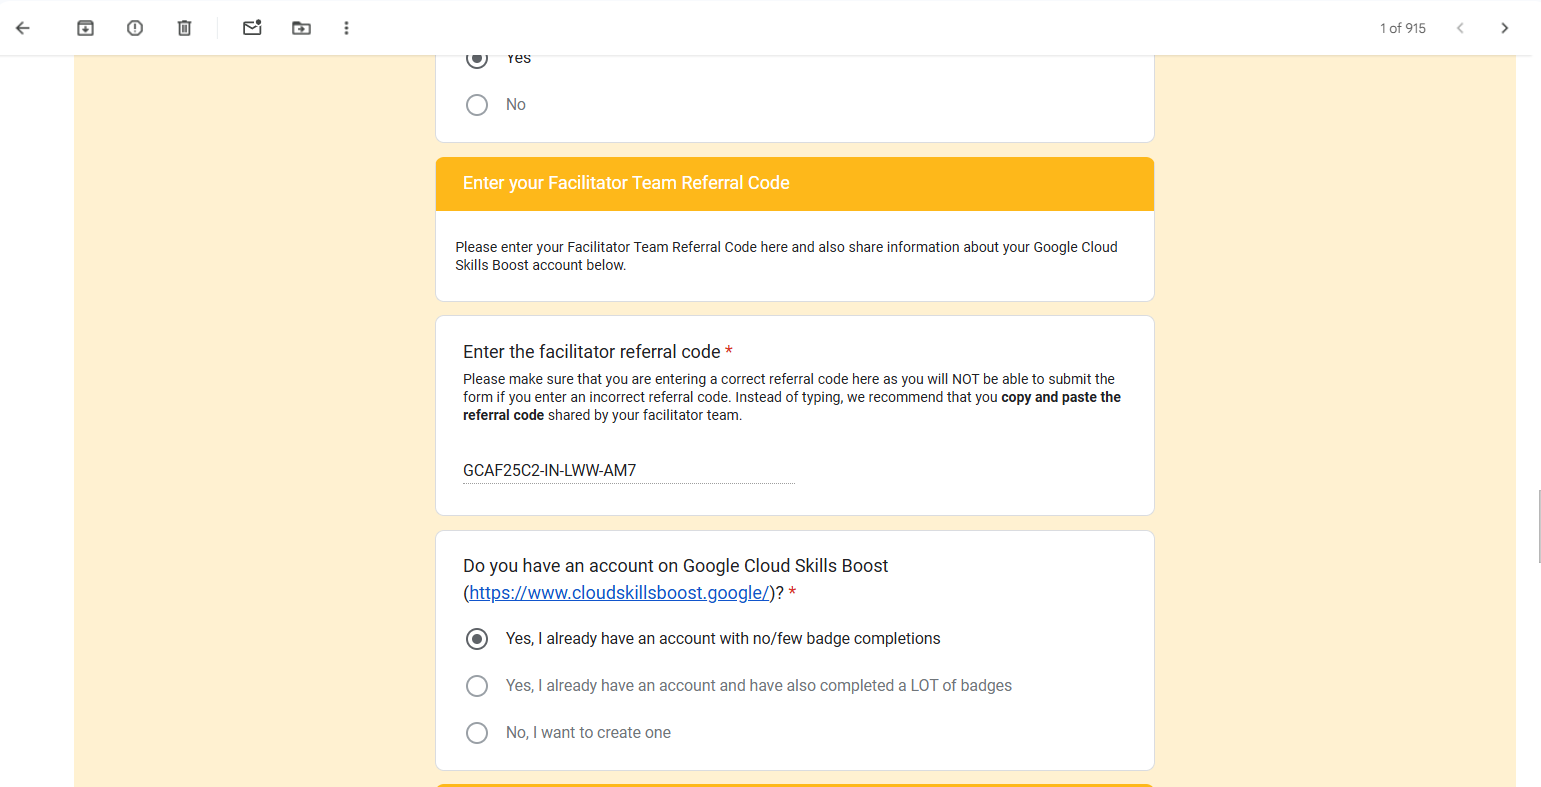 1 of 915
Yes
No
Enter your Facilitator Team Referral Code
Please enter your Facilitator Team Referral Code here and also share information about your Google Cloud
Skills Boost account below.
Enter the facilitator referral code *
Please make sure that you are entering a correct referral code here as you will NOT be able to submit the
form if you enter an incorrect referral code. Instead of typing, we recommend that you copy and paste the
referral code shared by your facilitator team.
GCAF25C2-IN-LWW-AM7
Do you have an account on Google Cloud Skills Boost
(https://www.cloudskillsboost.google/)? *
Yes, I already have an account with no/few badge completions
Yes, I already have an account and have also completed a LOT of badges
No, I want to create one